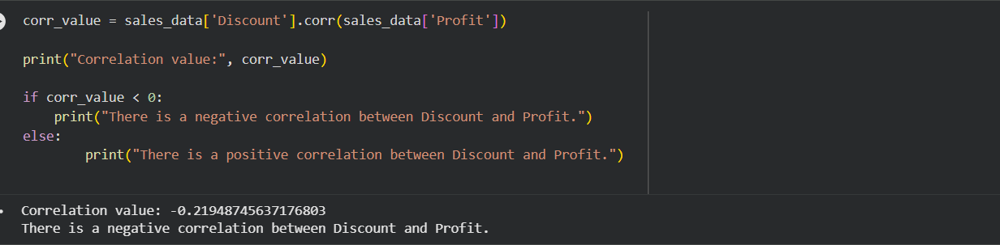 corr_value = sales_data['Discount'].corr(sales_data['Profit'])
print("Correlation value:", corr_value)
if corr_value < 0:
    print("There is a negative correlation between Discount and Profit.")
else:
        print("There is a positive correlation between Discount and Profit.")
Correlation value: -0.21948745637176803
There is a negative correlation between Discount and Profit.